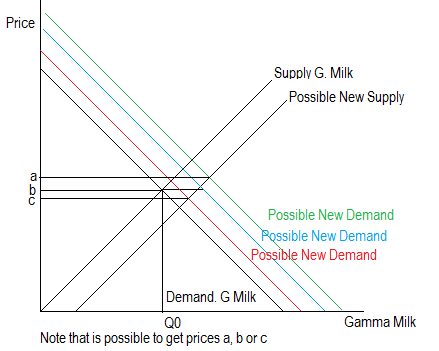 Price
Supply G. Milk
Possible New Supply
a
b
c
Possible New Demand
Possible New Demand
Possible New Demand
Demand. G Milk
Q0
Gamma Milk
Note that is possible to get prices a, b or c